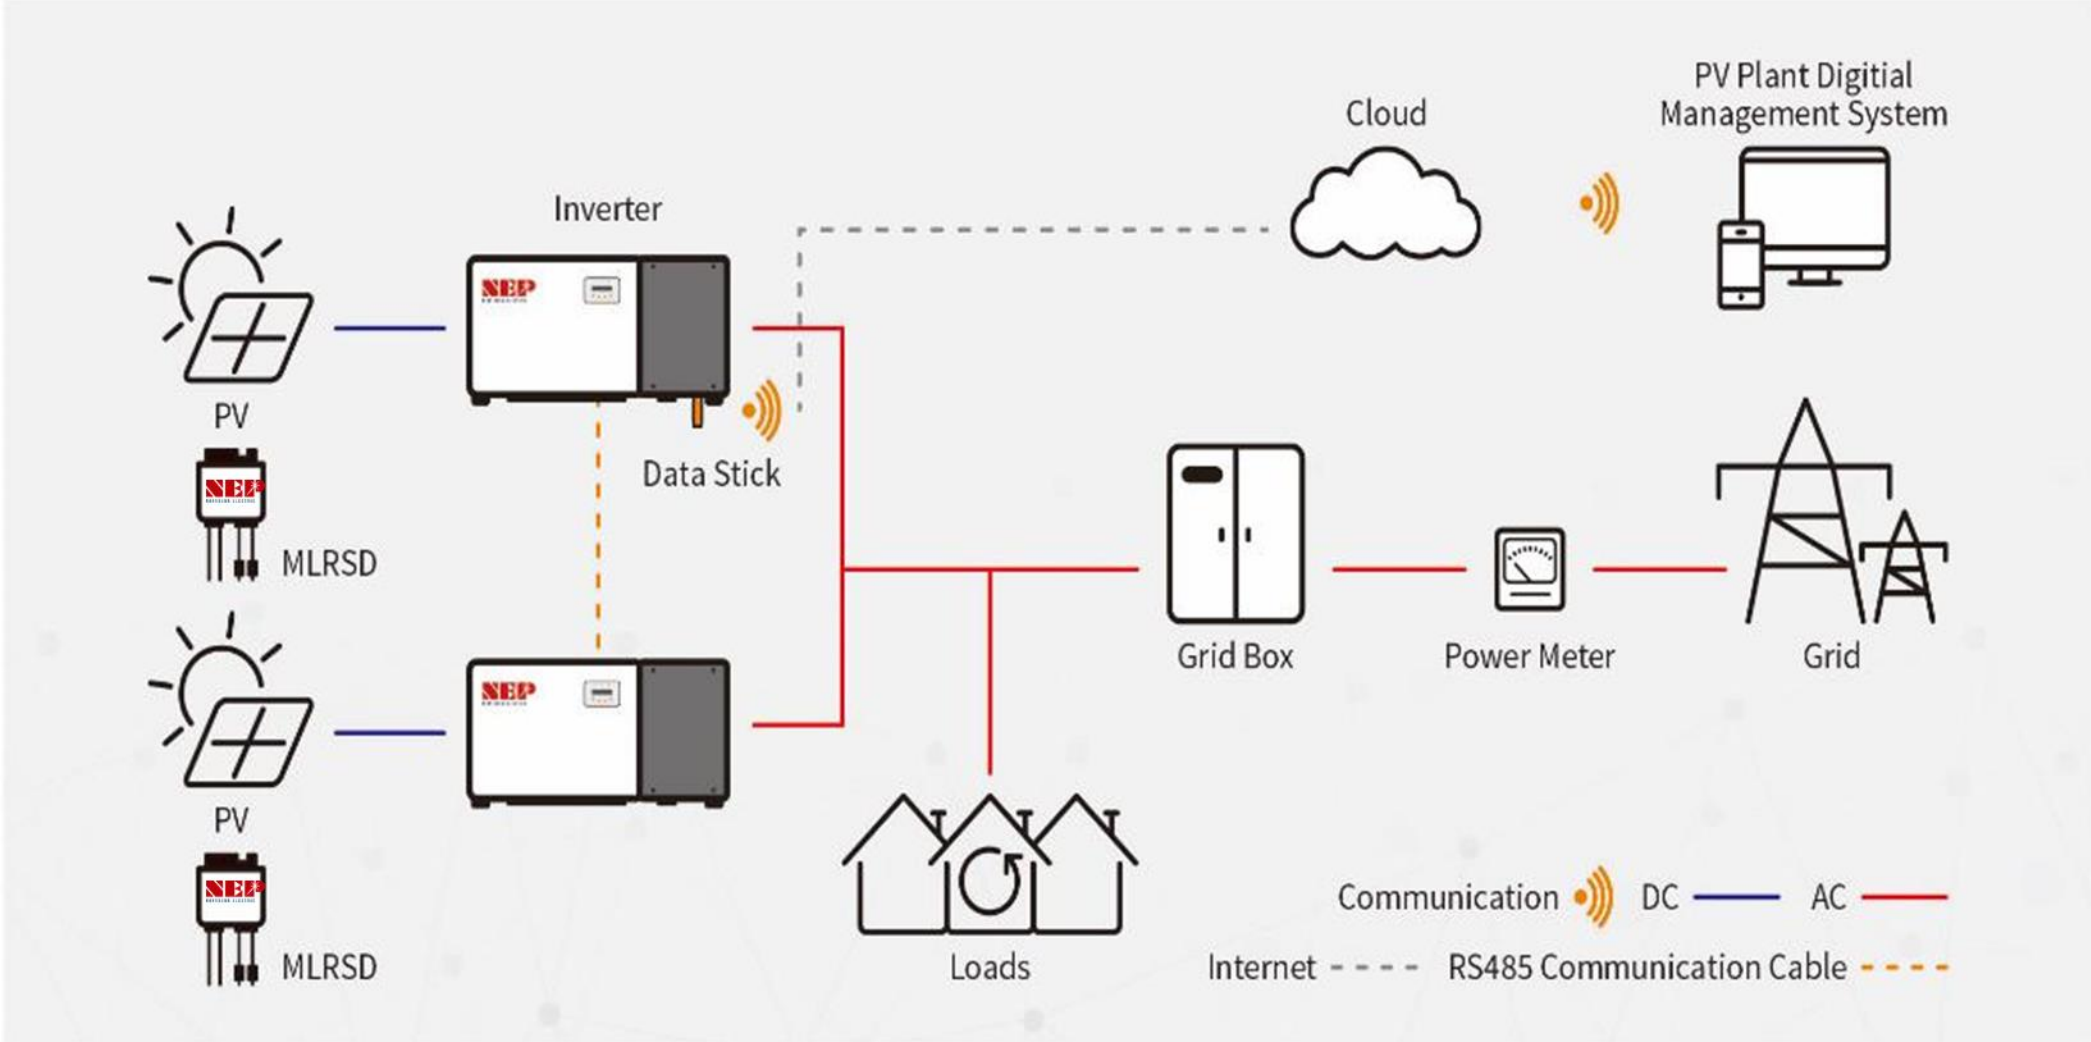 PV Plant Digitial
Management System
Cloud
Inverter
NEP
PV
Data Stick
NEP
MLRSD
Grid Box
Power Meter
Grid
NEP
PV
NEP
MLRSD
Loads
Communication
DC
AC
Internet
RS485 Communication Cable